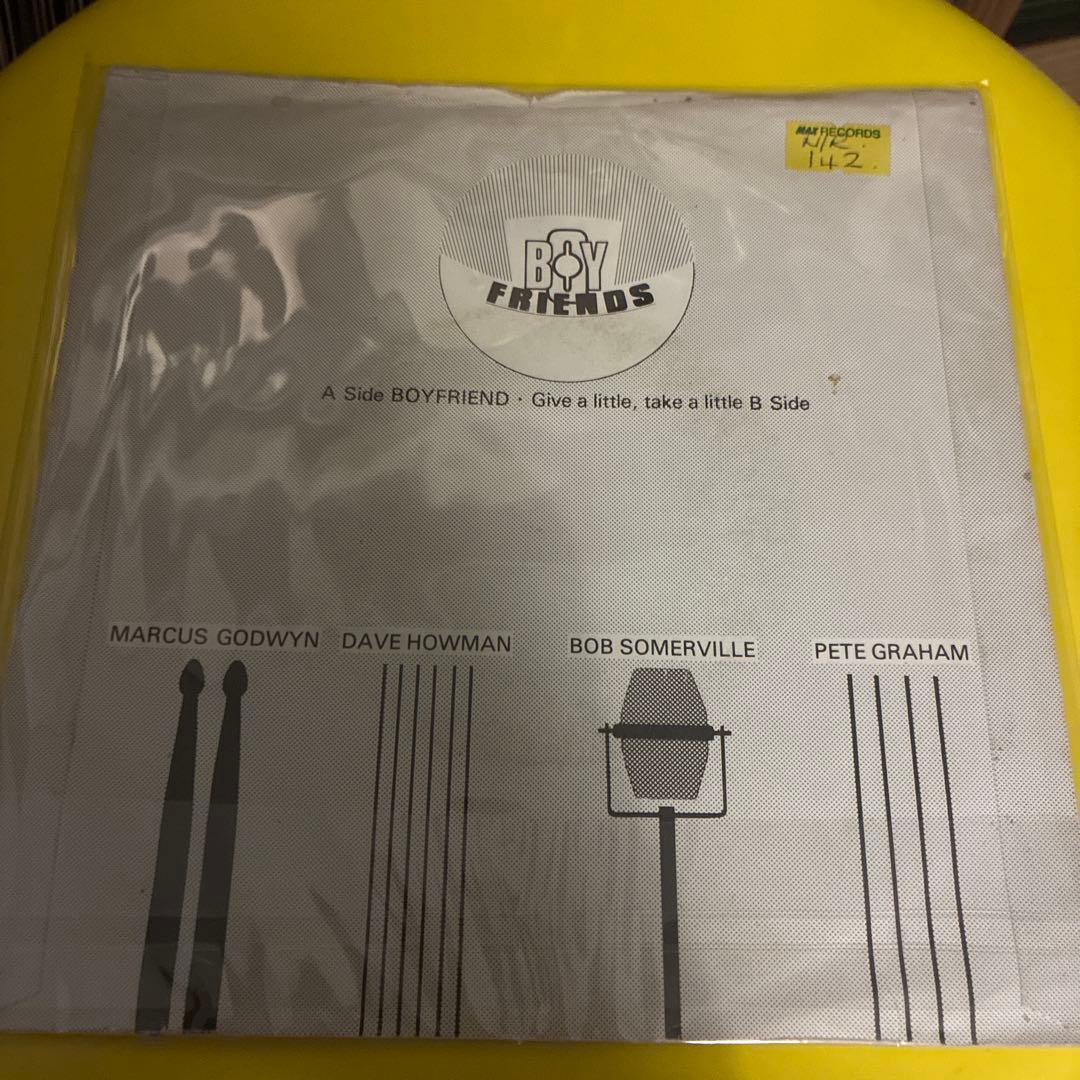 MAX RECORDS
N/R.
142.
BOY
FRIENDS
A Side BOYFRIEND · Give a little, take a little B Side
MARCUS GODWYN DAVE HOWMAN BOB SOMERVILLE PETE GRAHAM